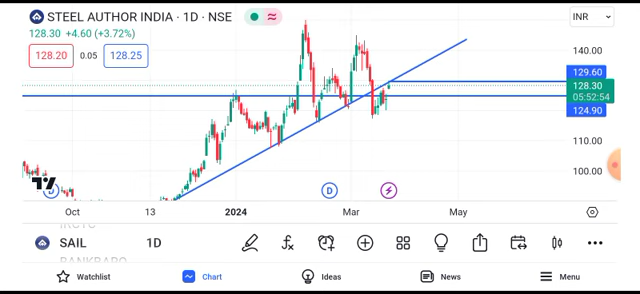 STEEL AUTHOR INDIA · 1D · NSE
INR
128.30 +4.60 (+3.72%)
128.20
0.05
128.25
140.00
129.60
128.30
05:52:54
124.90
110.00
100.00
D
D
Oct
13
2024
Mar
May
IRCTC
SAIL
1D
BANKBARO
Watchlist
Chart
Ideas
News
Menu